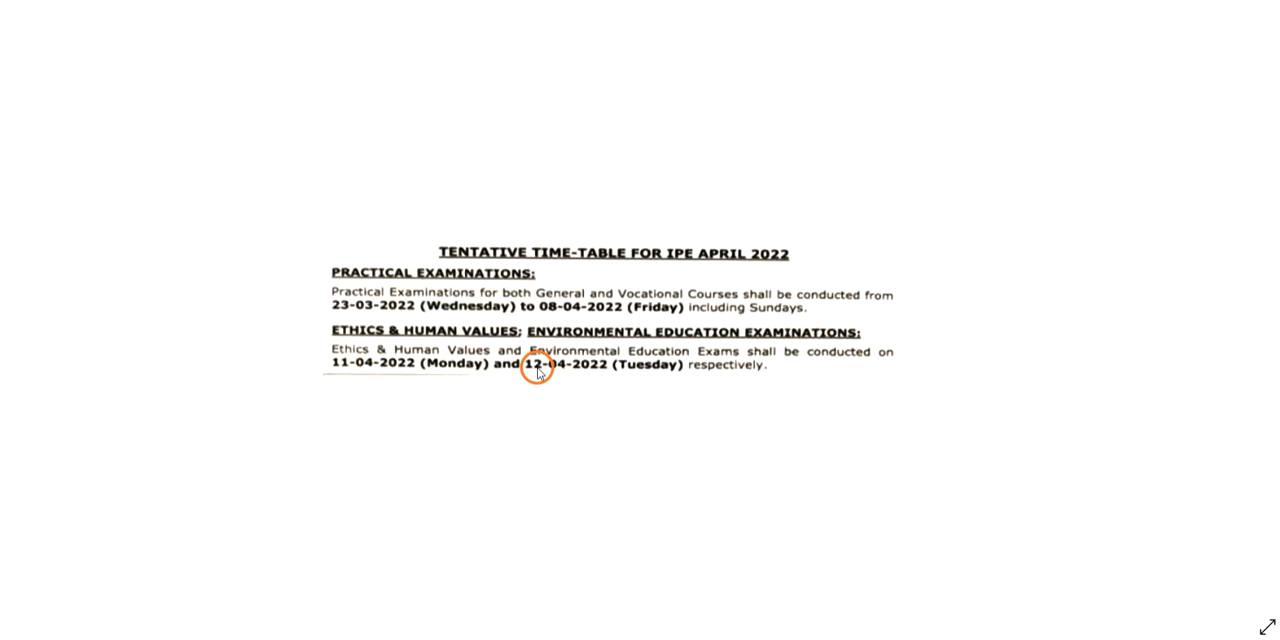 TENTATIVE TIME-TABLE FOR IPE APRIL 2022
PRACTICAL EXAMINATIONS:
Practical Examinations for both General and Vocational Courses shall be conducted from
23-03-2022 (Wednesday) to 08-04-2022 (Friday) including Sundays.
ETHICS & HUMAN VALUES; ENVIRONMENTAL EDUCATION EXAMINATIONS:
Ethics & Human Values and Environmental Education Exams shall be conducted on
11-04-2022 (Monday) and 12-04-2022 (Tuesday) respectively.